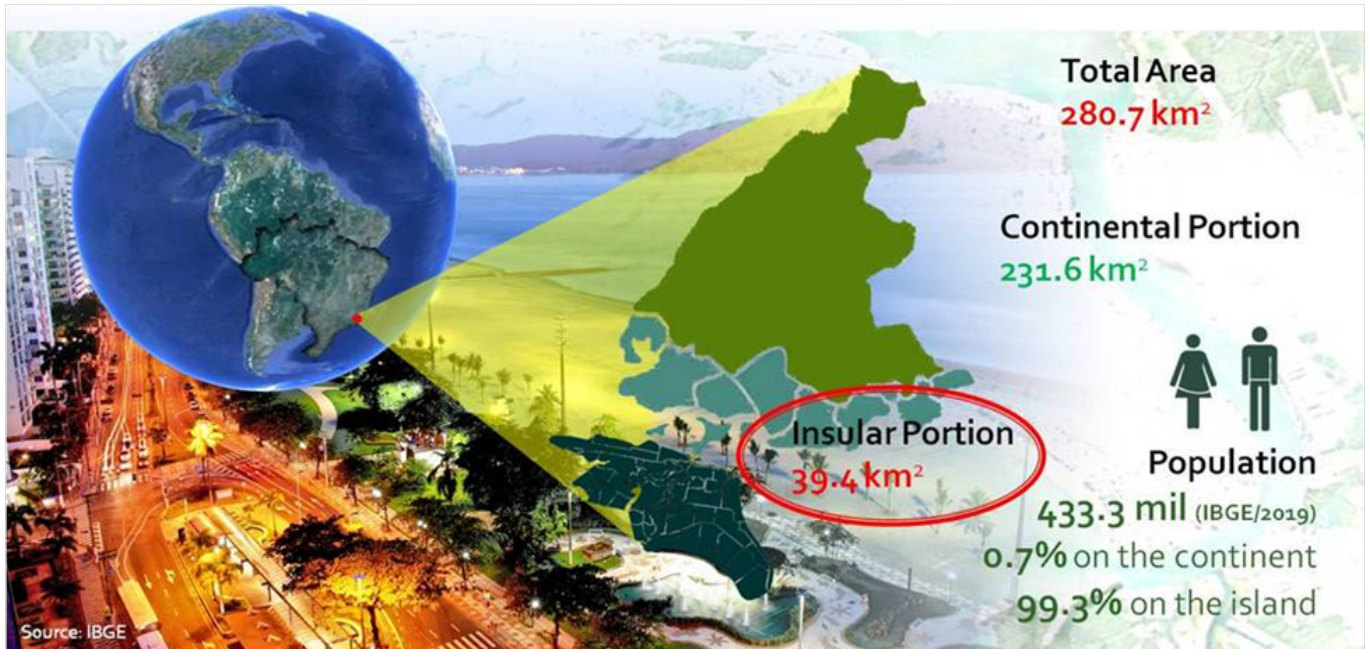 Total Area
280.7 km²
Continental Portion
231.6 km²
Insular Portion
39.4 km²
Population
433.3 mil (IBGE/2019)
0.7% on the continent
99.3% on the island
Source: IBGE